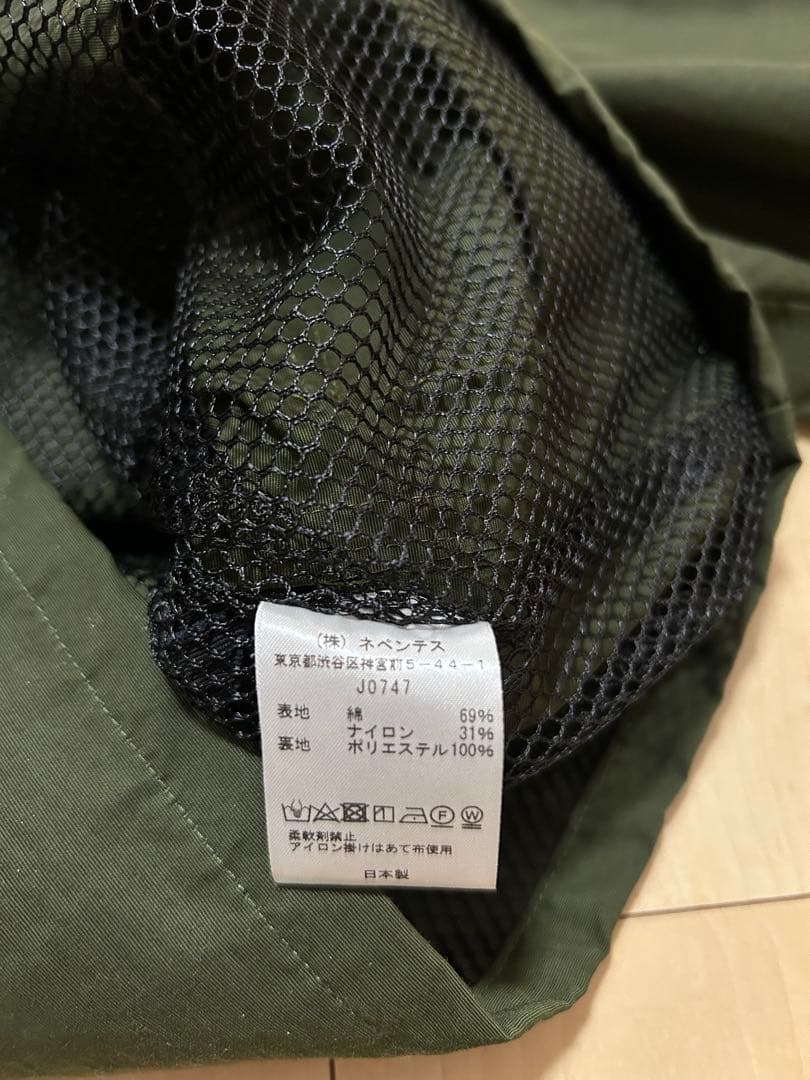 (株) ネペンテス
東京都渋谷区神宮前5-44-1
J0747
表地 綿 69%
ナイロン 31%
裏地 ポリエステル100%
F W
柔軟剤禁止
アイロン掛けはあて布使用
日本製